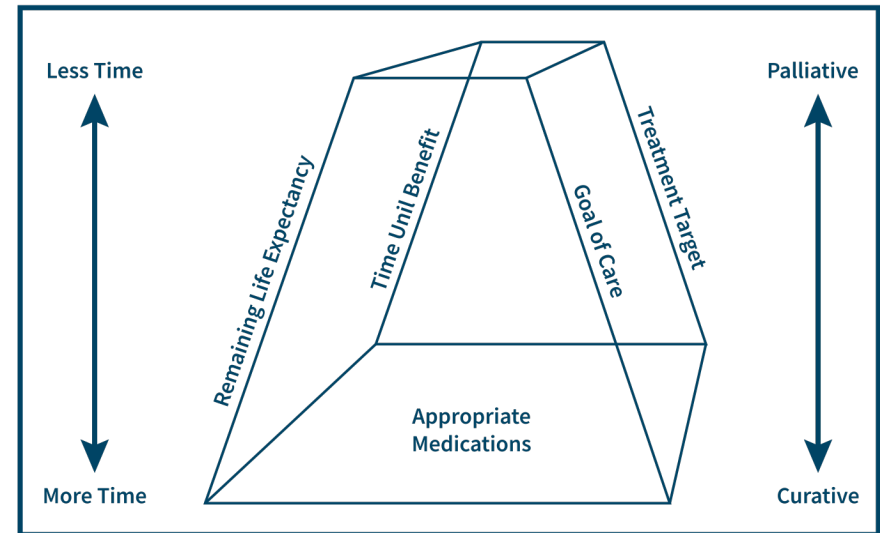 Less Time
Palliative
Remaining Life Expectancy
Time Unil Benefit
Goal of Care
Treatment Target
Appropriate
Medications
More Time
Curative